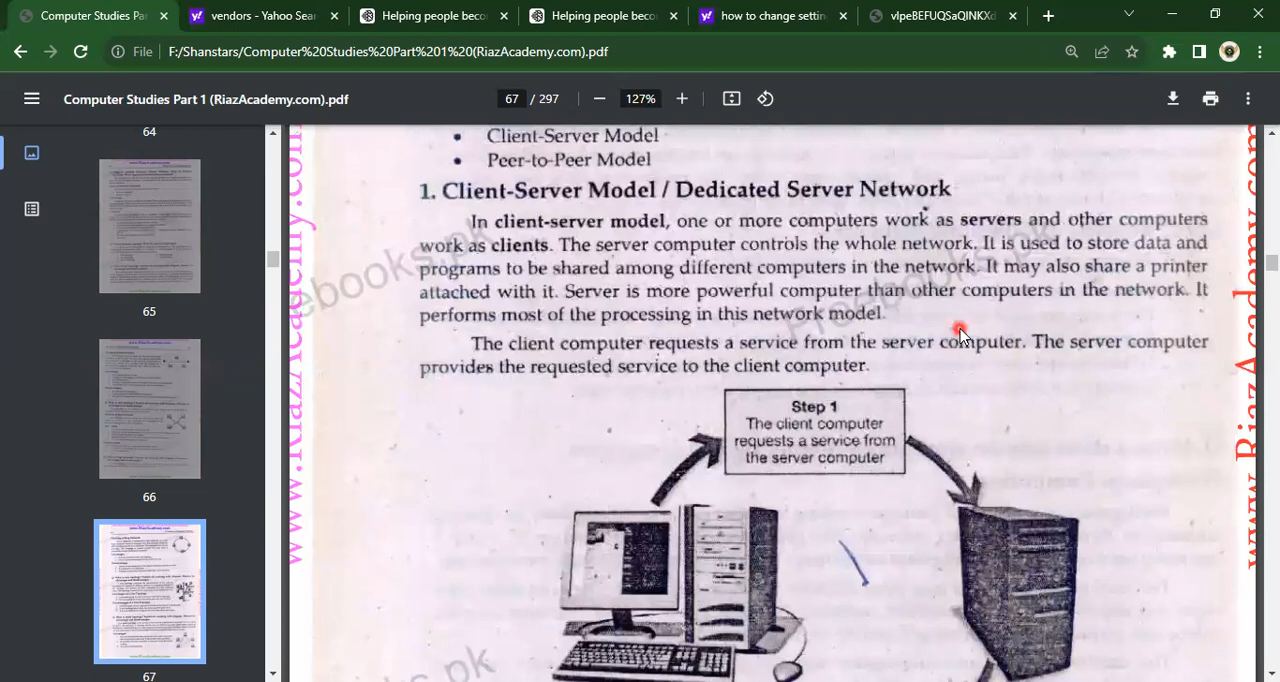 Computer Studies Pa
vendors - Yahoo Sear
Helping people beco
Helping people beco
how to change settin
vIpeBEFUQSaQINKXd
File
F:/Shanstars/Computer%20Studies%20Part%201%20(RiazAcademy.com).pdf
Computer Studies Part 1 (RiazAcademy.com).pdf
67 / 297
127%
64
65
66
67
www.RiazAcademy.com
• Client-Server Model
• Peer-to-Peer Model
1. Client-Server Model / Dedicated Server Network
In client-server model, one or more computers work as servers and other computers
work as clients. The server computer controls the whole network. It is used to store data and
programs to be shared among different computers in the network. It may also share a printer
attached with it. Server is more powerful computer than other computers in the network. It
performs most of the processing in this network model.
The client computer requests a service from the server computer. The server computer
provides the requested service to the client computer.
Step 1
The client computer
requests a service from
the server computer
ebooks.pk
Freebooks.pk
ooks.pk
www.RiazAcademy.com